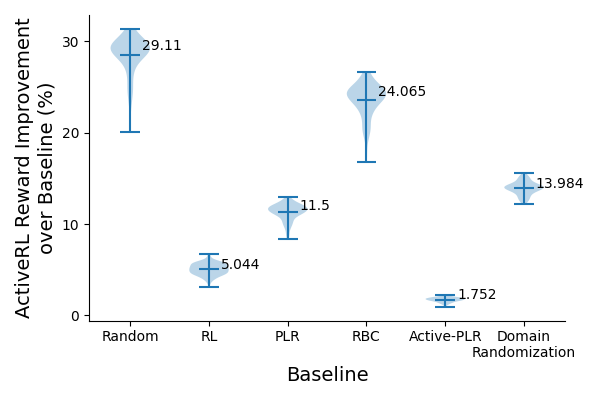 ActiveRL Reward Improvement
over Baseline (%)
30
20
10
0
29.11
5.044
11.5
24.065
1.752
13.984
Random
RL
PLR
RBC
Active-PLR
Domain
Randomization
Baseline